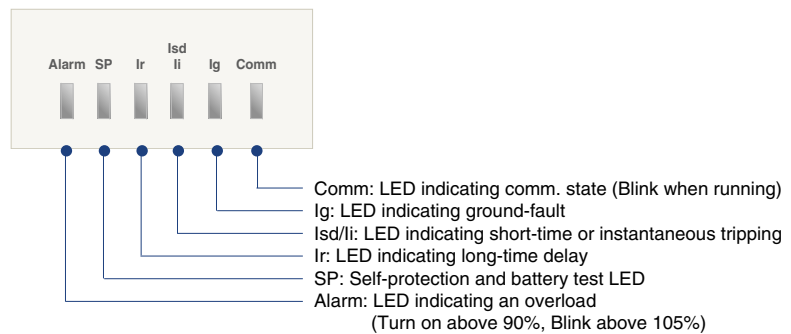 Isd
Alarm SP Ir Ii Ig Comm
Comm: LED indicating comm. state (Blink when running)
Ig: LED indicating ground-fault
Isd/Ii: LED indicating short-time or instantaneous tripping
Ir: LED indicating long-time delay
SP: Self-protection and battery test LED
Alarm: LED indicating an overload
(Turn on above 90%, Blink above 105%)